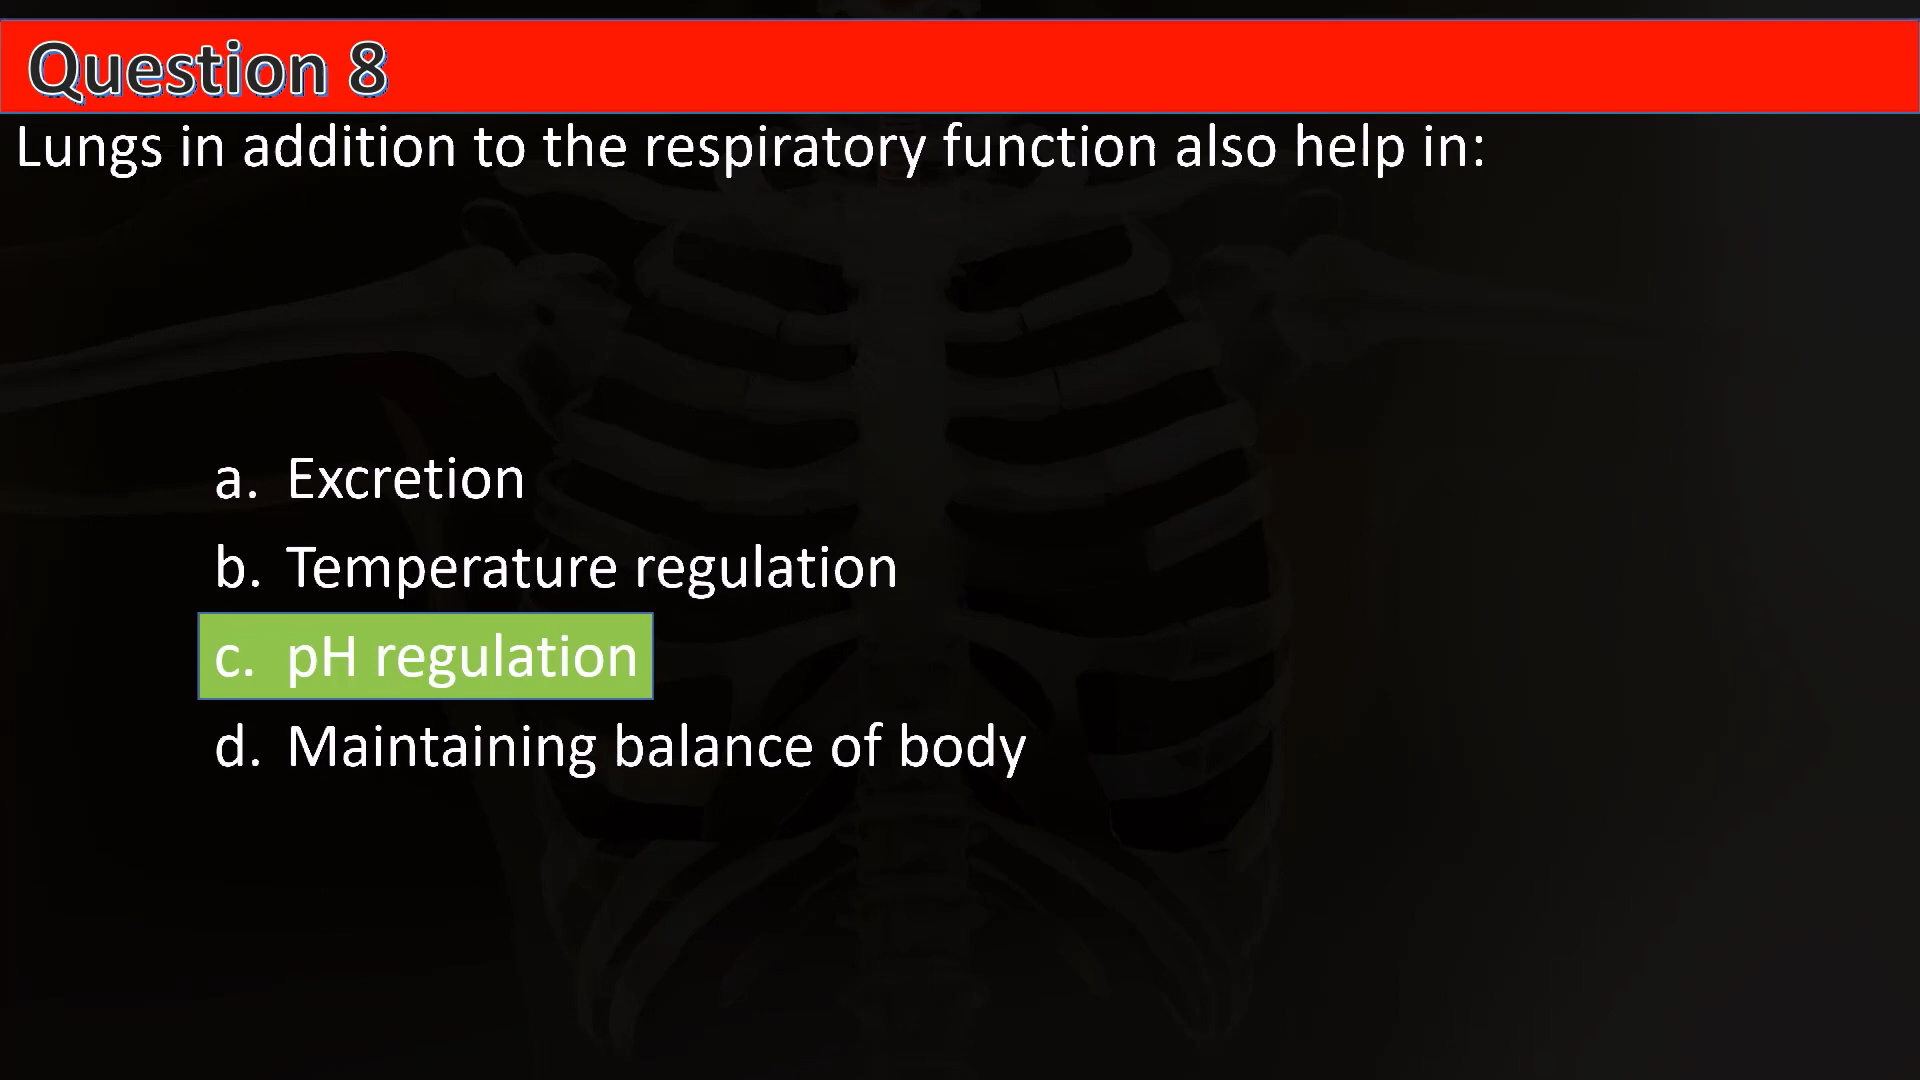 Question 8
Lungs in addition to the respiratory function also help in:
a. Excretion
b. Temperature regulation
c. pH regulation
d. Maintaining balance of body